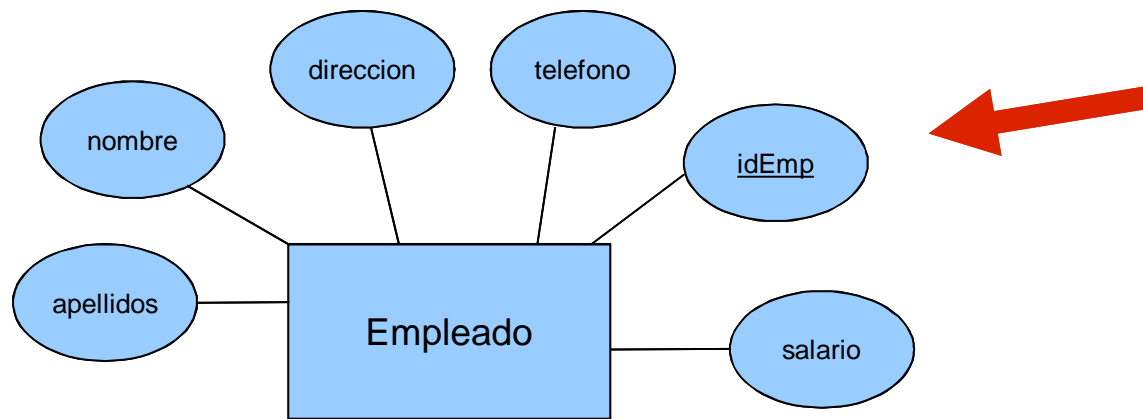 direccion
telefono
nombre
idEmp
apellidos
Empleado
salario